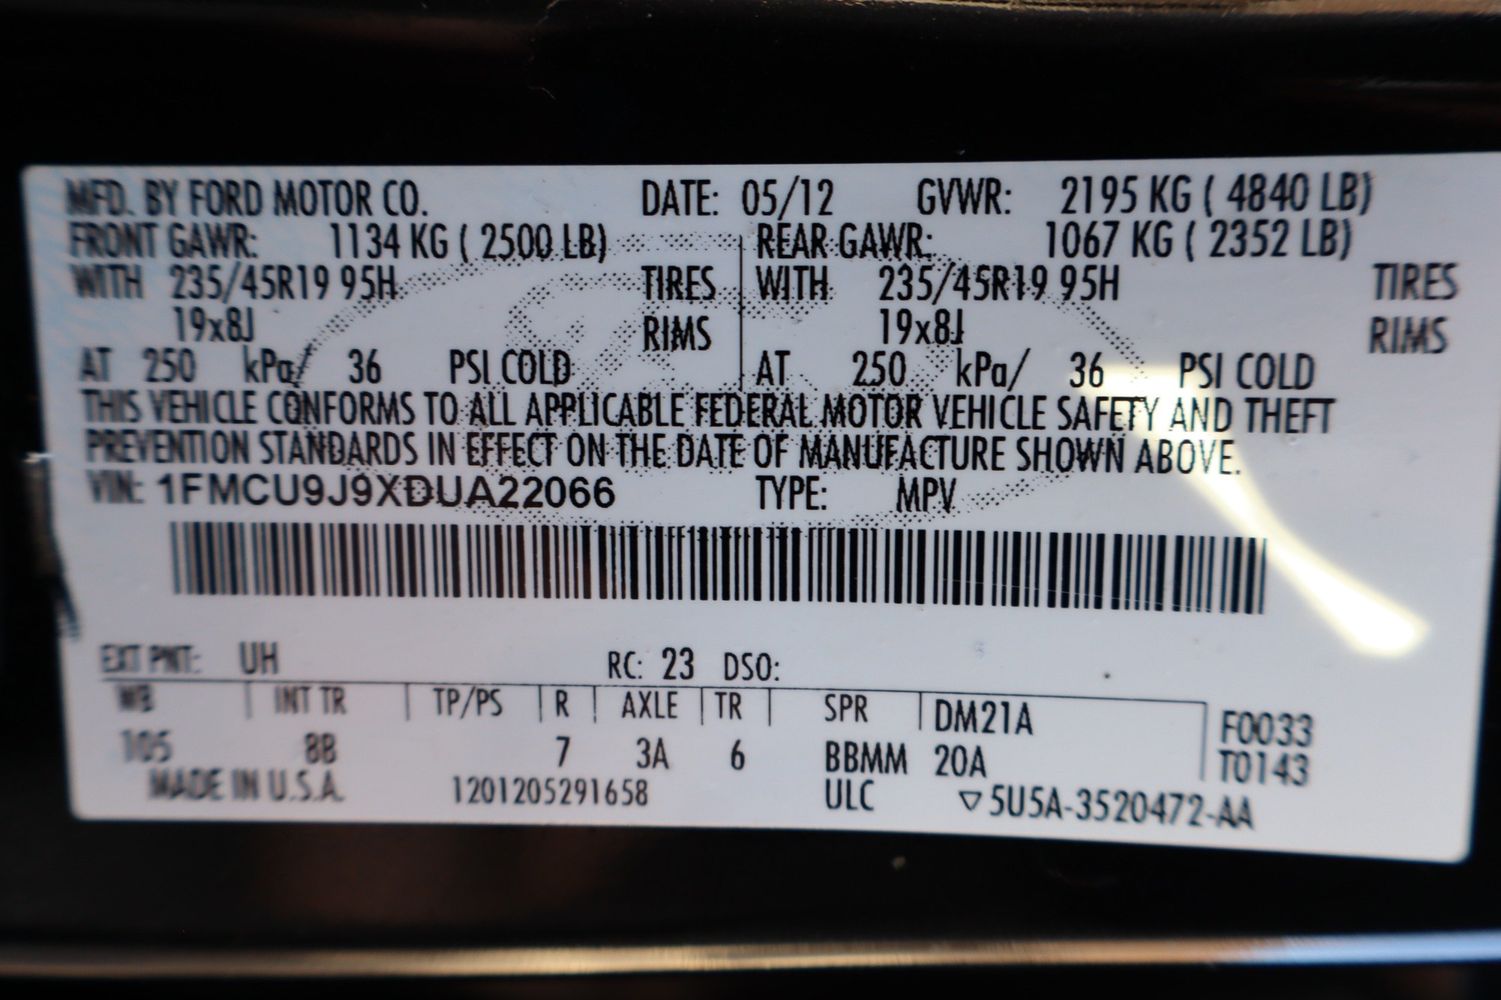 MFD. BY FORD MOTOR CO. DATE: 05/12 GVWR: 2195 KG ( 4840 LB)
FRONT GAWR: 1134 KG ( 2500 LB) REAR GAWR: 1067 KG ( 2352 LB)
WITH 235/45R19 95H TIRES WITH 235/45R19 95H TIRES
19x8J RIMS 19x8J RIMS
AT 250 kPa/ 36 PSI COLD AT 250 kPa/ 36 PSI COLD
THIS VEHICLE CONFORMS TO ALL APPLICABLE FEDERAL MOTOR VEHICLE SAFETY AND THEFT
PREVENTION STANDARDS IN EFFECT ON THE DATE OF MANUFACTURE SHOWN ABOVE.
VIN: 1FMCU9J9XDUA22066 TYPE: MPV
EXT PNT: UH RC: 23 DSO:
WB INT TR TP/PS R AXLE TR SPR DM21A F0033
105 8B 7 3A 6 BBMM 20A T0143
MADE IN U.S.A. 1201205291658 ULC ▽5U5A-3520472-AA